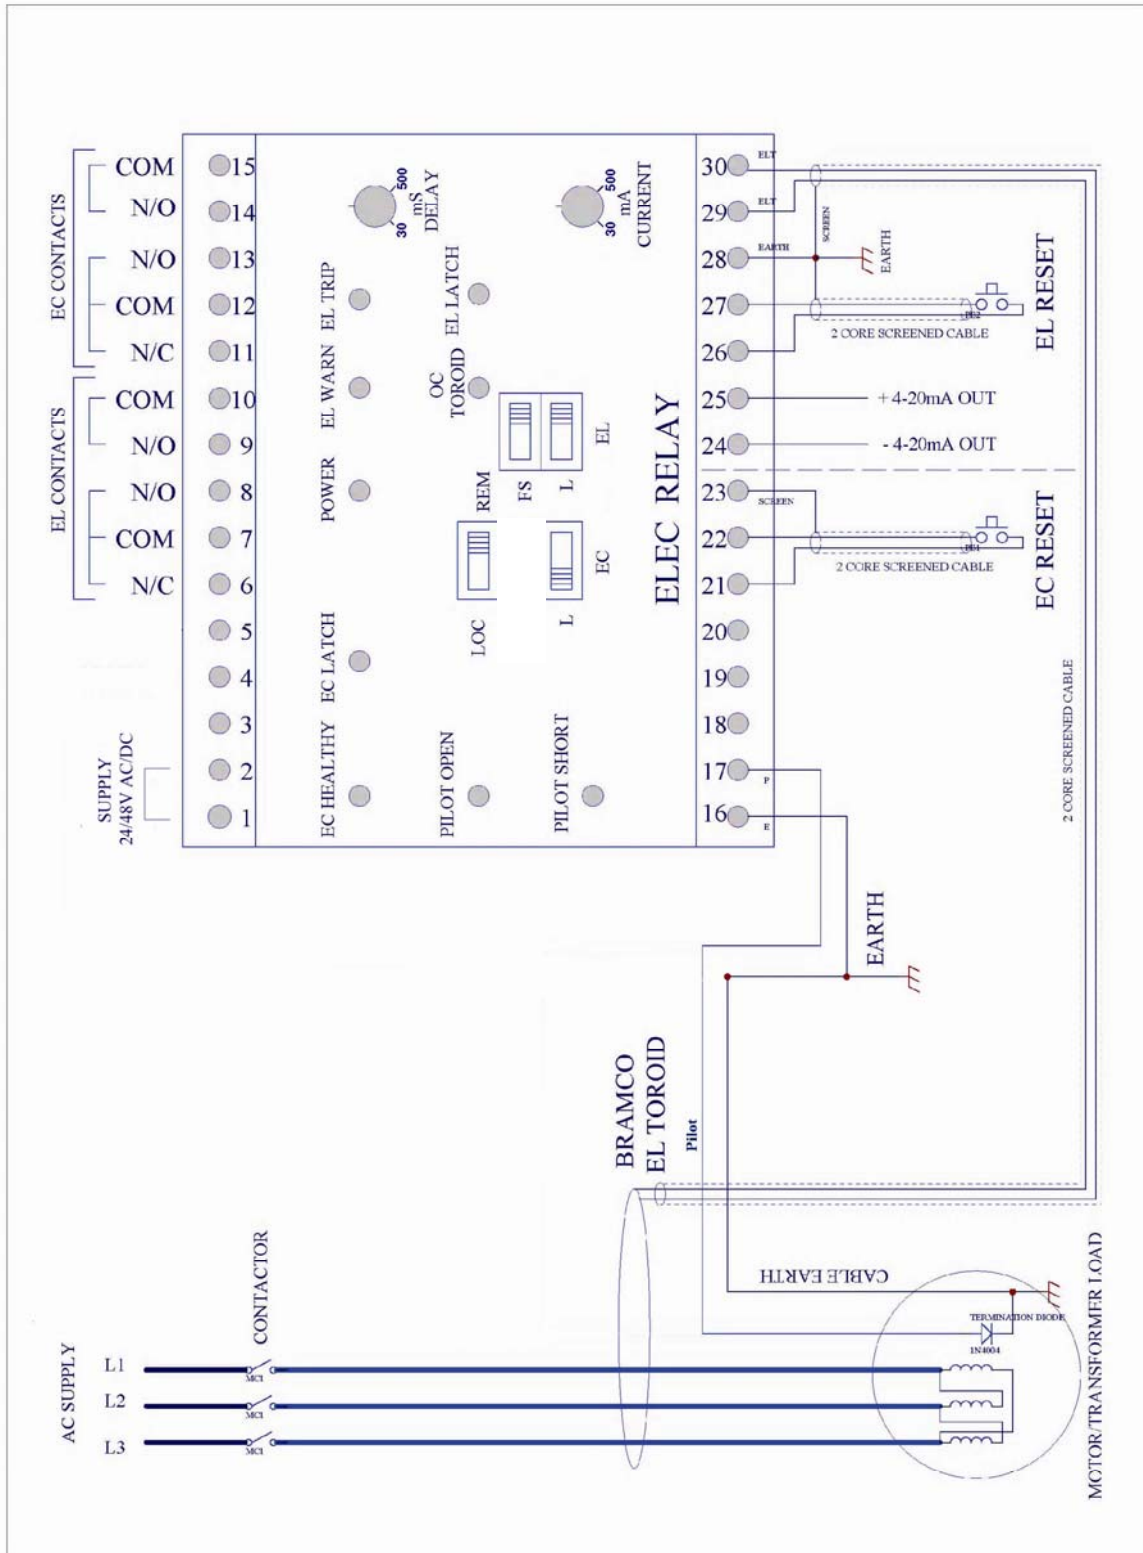 EC CONTACTS
COM
N/O
N/O
COM
N/C
EL CONTACTS
COM
N/O
N/O
COM
N/C
SUPPLY
24/48V AC/DC
15
14
13
12
11
10
9
8
7
6
5
4
3
2
1
500
mS
30
DELAY
500
mA
30
CURRENT
EL TRIP
EL LATCH
EL WARN
OC
TOROID
POWER
REM
FS
L
EL
LOC
L
EC
EC LATCH
EC HEALTHY
PILOT OPEN
PILOT SHORT
ELEC RELAY
30
ELT
29
ELT
28
EARTH
27
26
25
24
23
SCREEN
22
21
20
19
18
17
P
16
E
SCREEN
EARTH
PB2
2 CORE SCREENED CABLE
EL RESET
+ 4-20mA OUT
- 4-20mA OUT
PB1
2 CORE SCREENED CABLE
EC RESET
2 CORE SCREENED CABLE
EARTH
BRAMCO
EL TOROID
Pilot
CABLE EARTH
TERMINATION DIODE
1N4004
MOTOR/TRANSFORMER LOAD
CONTACTOR
AC SUPPLY
L1
MC1
L2
MC1
L3
MC1